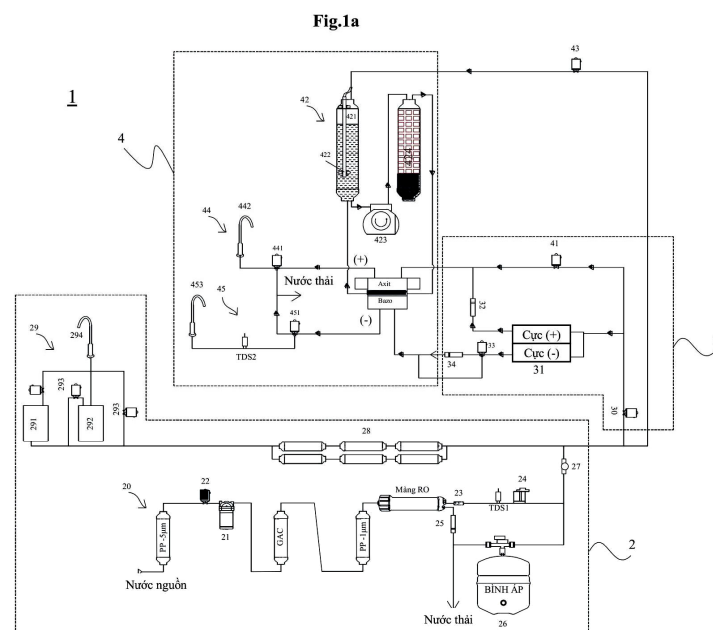 Fig.1a
1
4
43
42
421
422
424
423
44
442
441
(+)
Nước thải
Axit
Bazo
(-)
453
45
451
TDS2
41
32
Cực (+)
Cực (-)
31
33
34
30
29
294
293
293
291
292
28
27
20
22
21
PP -5µm
GAC
PP -1µm
Nước nguồn
Màng RO
23
24
TDS1
25
BÌNH ÁP
26
Nước thải
2